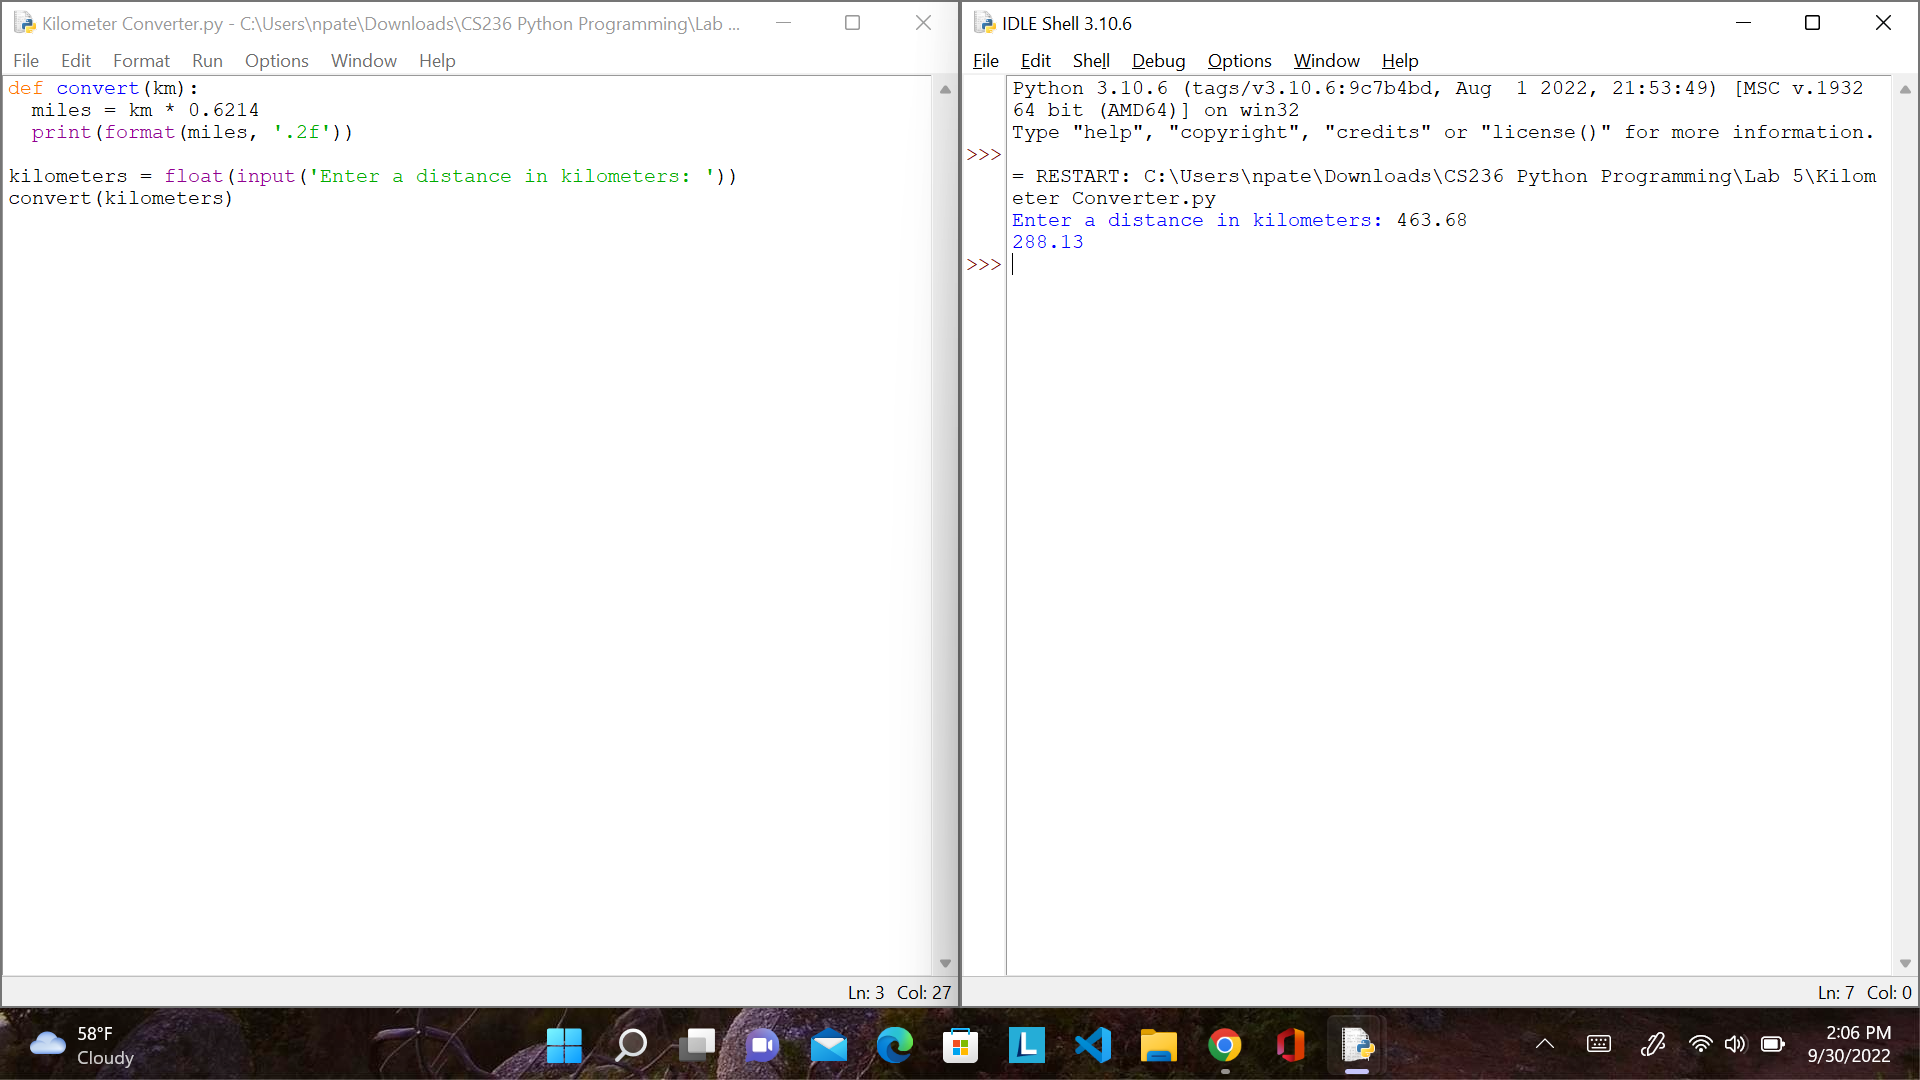 Kilometer Converter.py - C:\Users\npate\Downloads\CS236 Python Programming\Lab ...
File Edit Format Run Options Window Help
def convert(km):
  miles = km * 0.6214
  print(format(miles, '.2f'))
kilometers = float(input('Enter a distance in kilometers: '))
convert(kilometers)
Ln: 3 Col: 27
IDLE Shell 3.10.6
File Edit Shell Debug Options Window Help
Python 3.10.6 (tags/v3.10.6:9c7b4bd, Aug  1 2022, 21:53:49) [MSC v.1932
64 bit (AMD64)] on win32
Type "help", "copyright", "credits" or "license()" for more information.
>>>
= RESTART: C:\Users\npate\Downloads\CS236 Python Programming\Lab 5\Kilom
eter Converter.py
Enter a distance in kilometers: 463.68
288.13
>>>
Ln: 7 Col: 0
58°F
Cloudy
L
2:06 PM
9/30/2022